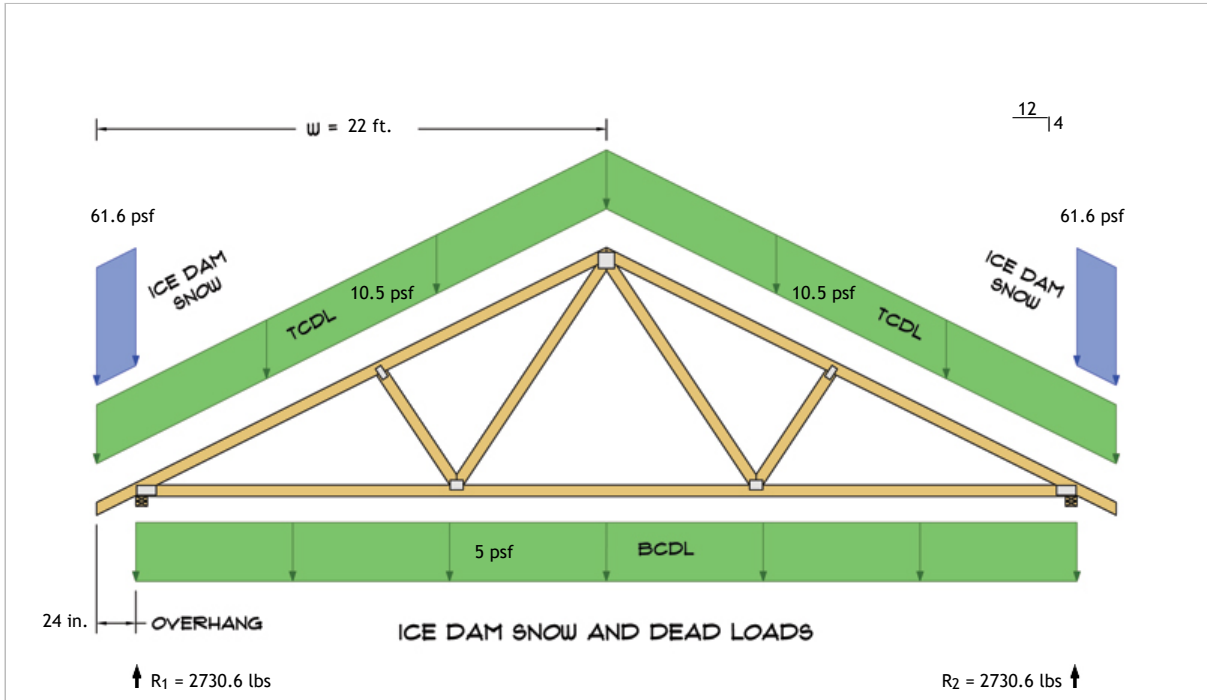 W = 22 ft.
12
4
61.6 psf
61.6 psf
ICE DAM
SNOW
ICE DAM
SNOW
10.5 psf
10.5 psf
TCDL
TCDL
5 psf
BCDL
24 in.
OVERHANG
ICE DAM SNOW AND DEAD LOADS
R1 = 2730.6 lbs
R2 = 2730.6 lbs